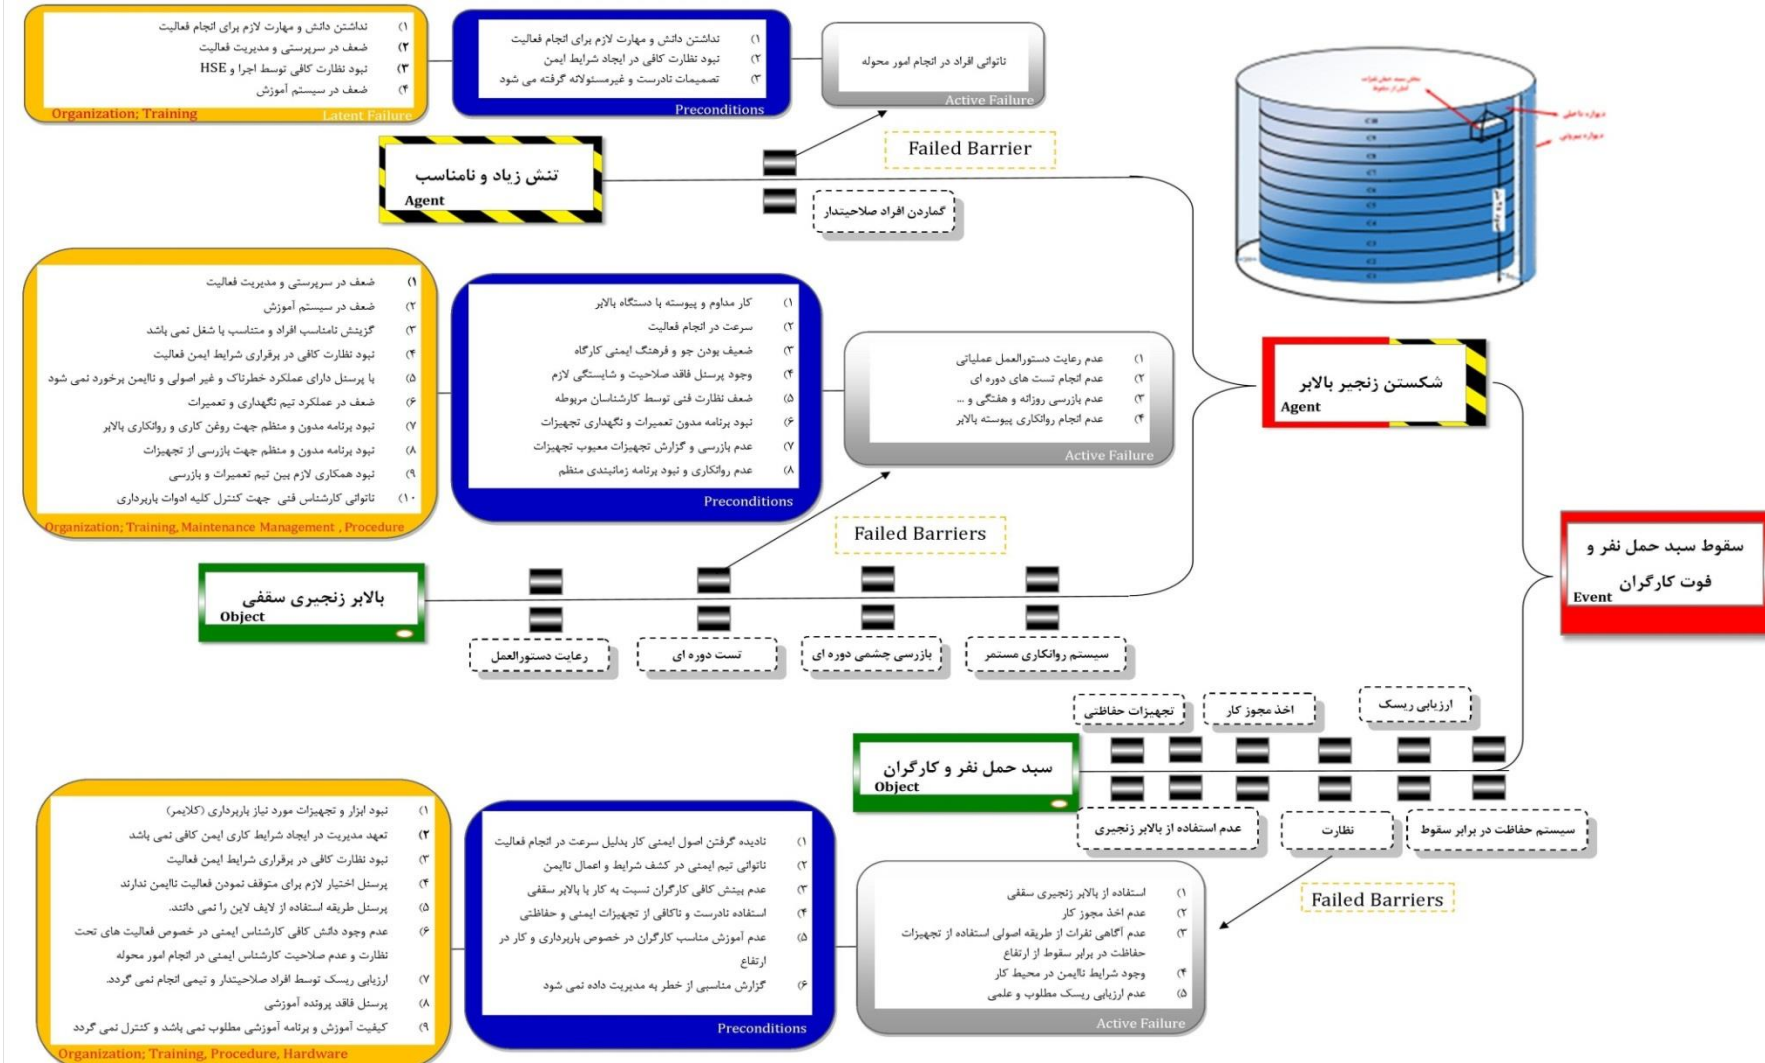 ۱) نداشتن دانش و مهارت لازم برای انجام فعالیت
۲) ضعف در سرپرستی و مدیریت فعالیت
۳) نبود نظارت کافی توسط اجرا و HSE
۴) ضعف در سیستم آموزش
Organization; Training
Latent Failure
۱) نداشتن دانش و مهارت لازم برای انجام فعالیت
۲) نبود نظارت کافی در ایجاد شرایط ایمن
۳) تصمیمات نادرست و غیرمسئولانه گرفته می شود
Preconditions
ناتوانی افراد در انجام امور محوله
Active Failure
تنش زیاد و نامناسب
Agent
Failed Barrier
گماردن افراد صلاحیتدار
دیواره داخلی
دیواره بیرونی
C10
C9
C8
C7
C6
C5
C4
C3
C2
C1
۱) ضعف در سرپرستی و مدیریت فعالیت
۲) ضعف در سیستم آموزش
۳) گزینش نامناسب افراد و متناسب با شغل نمی باشد
۴) نبود نظارت کافی در برقراری شرایط ایمن فعالیت
۵) با پرسنل دارای عملکرد خطرناک و غیر اصولی و ناایمن برخورد نمی شود
۶) ضعف در عملکرد تیم نگهداری و تعمیرات
۷) نبود برنامه مدون و منظم جهت روغن کاری و روانکاری بالابر
۸) نبود برنامه مدون و منظم جهت بازرسی از تجهیزات
۹) نبود همکاری لازم بین تیم تعمیرات و بازرسی
۱۰) ناتوانی کارشناس فنی جهت کنترل کلیه ادوات باربرداری
Organization; Training, Maintenance Management , Procedure
۱) کار مداوم و پیوسته با دستگاه بالابر
۲) سرعت در انجام فعالیت
۳) ضعیف بودن جو و فرهنگ ایمنی کارگاه
۴) وجود پرسنل فاقد صلاحیت و شایستگی لازم
۵) ضعف نظارت فنی توسط کارشناسان مربوطه
۶) نبود برنامه مدون تعمیرات و نگهداری تجهیزات
۷) عدم بازرسی و گزارش تجهیزات معیوب تجهیزات
۸) عدم روانکاری و نبود برنامه زمانبندی منظم
Preconditions
۱) عدم رعایت دستورالعمل عملیاتی
۲) عدم انجام تست های دوره ای
۳) عدم بازرسی روزانه و هفتگی و ...
۴) عدم انجام روانکاری پیوسته بالابر
Active Failure
شکستن زنجیر بالابر
Agent
Failed Barriers
بالابر زنجیری سقفی
Object
رعایت دستورالعمل
تست دوره ای
بازرسی چشمی دوره ای
سیستم روانکاری مستمر
سقوط سبد حمل نفر و
فوت کارگران
Event
تجهیزات حفاظتی
اخذ مجوز کار
ارزیابی ریسک
سبد حمل نفر و کارگران
Object
عدم استفاده از بالابر زنجیری
نظارت
سیستم حفاظت در برابر سقوط
Failed Barriers
۱) نبود ابزار و تجهیزات مورد نیاز باربرداری (کلایمر)
۲) تعهد مدیریت در ایجاد شرایط کاری ایمن کافی نمی باشد
۳) نبود نظارت کافی در برقراری شرایط ایمن فعالیت
۴) پرسنل اختیار لازم برای متوقف نمودن فعالیت ناایمن ندارند
۵) پرسنل طریقه استفاده از لایف لاین را نمی دانند.
۶) عدم وجود دانش کافی کارشناس ایمنی در خصوص فعالیت های تحت
نظارت و عدم صلاحیت کارشناس ایمنی در انجام امور محوله
۷) ارزیابی ریسک توسط افراد صلاحیتدار و تیمی انجام نمی گردد.
۸) پرسنل فاقد پرونده آموزشی
۹) کیفیت آموزش و برنامه آموزشی مطلوب نمی باشد و کنترل نمی گردد
Organization; Training, Procedure, Hardware
۱) نادیده گرفتن اصول ایمنی کار بدلیل سرعت در انجام فعالیت
۲) ناتوانی تیم ایمنی در کشف شرایط و اعمال ناایمن
۳) عدم بینش کافی کارگران نسبت به کار با بالابر سقفی
۴) استفاده نادرست و ناکافی از تجهیزات ایمنی و حفاظتی
۵) عدم آموزش مناسب کارگران در خصوص باربرداری و کار در
ارتفاع
۶) گزارش مناسبی از خطر به مدیریت داده نمی شود
Preconditions
۱) استفاده از بالابر زنجیری سقفی
۲) عدم اخذ مجوز کار
۳) عدم آگاهی نفرات از طریقه اصولی استفاده از تجهیزات
حفاظت در برابر سقوط از ارتفاع
۴) وجود شرایط ناایمن در محیط کار
۵) عدم ارزیابی ریسک مطلوب و علمی
Active Failure